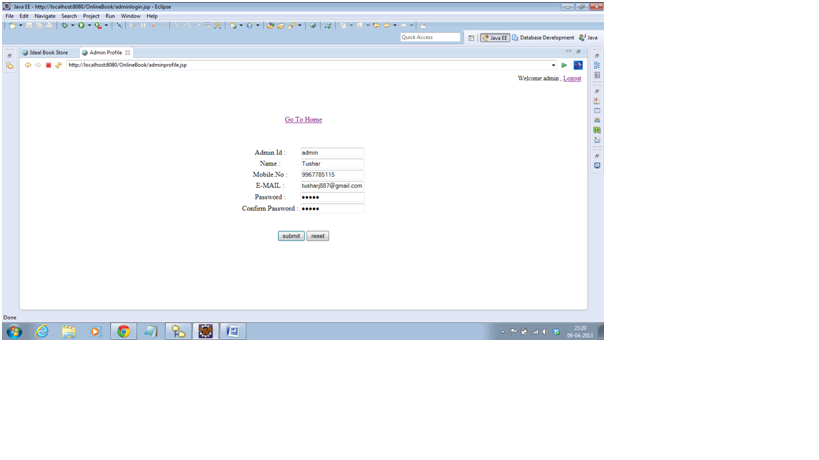 Java EE - http://localhost:8080/OnlineBook/adminlogin.jsp - Eclipse
File Edit Navigate Search Project Run Window Help
Quick Access
Java EE Database Development Java
Ideal Book Store Admin Profile
http://localhost:8080/OnlineBook/adminprofile.jsp
Welcome admin , Logout
Go To Home
Admin Id : admin
Name : Tushar
Mobile.No : 9967785115
E-MAIL : tusharj887@gmail.com
Password : •••••
Confirm Password : •••••
submit reset
Done
23:20
08-04-2013